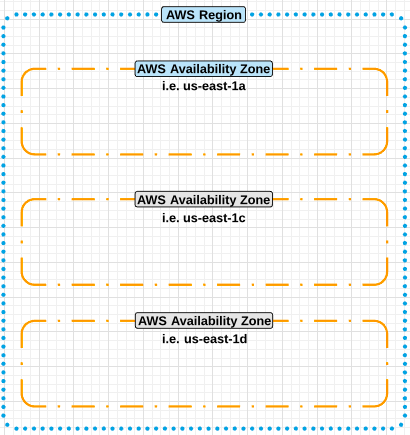 AWS Region
AWS Availability Zone
i.e. us-east-1a
AWS Availability Zone
i.e. us-east-1c
AWS Availability Zone
i.e. us-east-1d